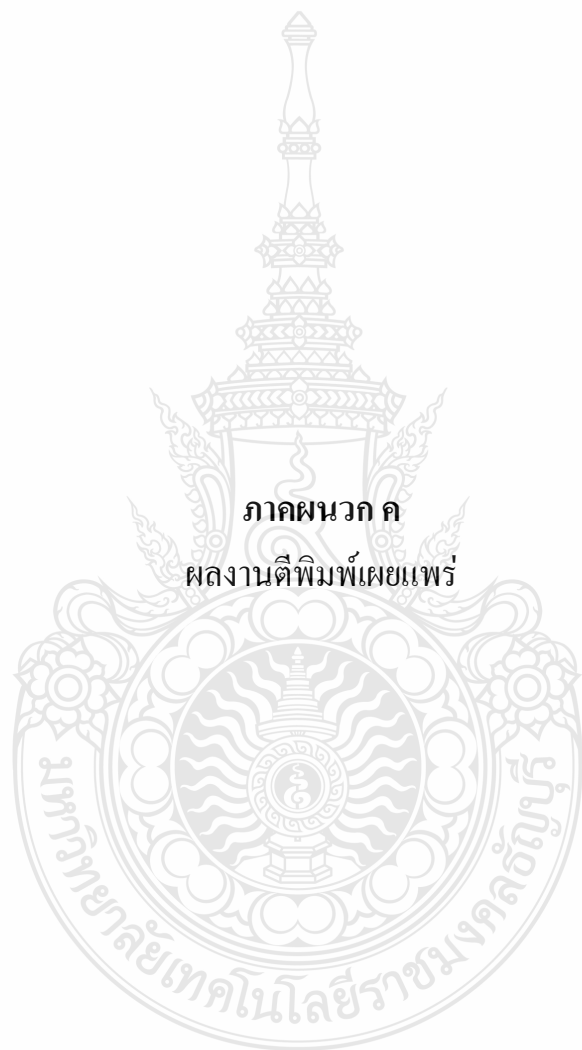 ภาคผนวก ค
ผลงานตีพิมพ์เผยแพร่
มหาวิทยาลัยเทคโนโลยีราชมงคลธัญบุรี